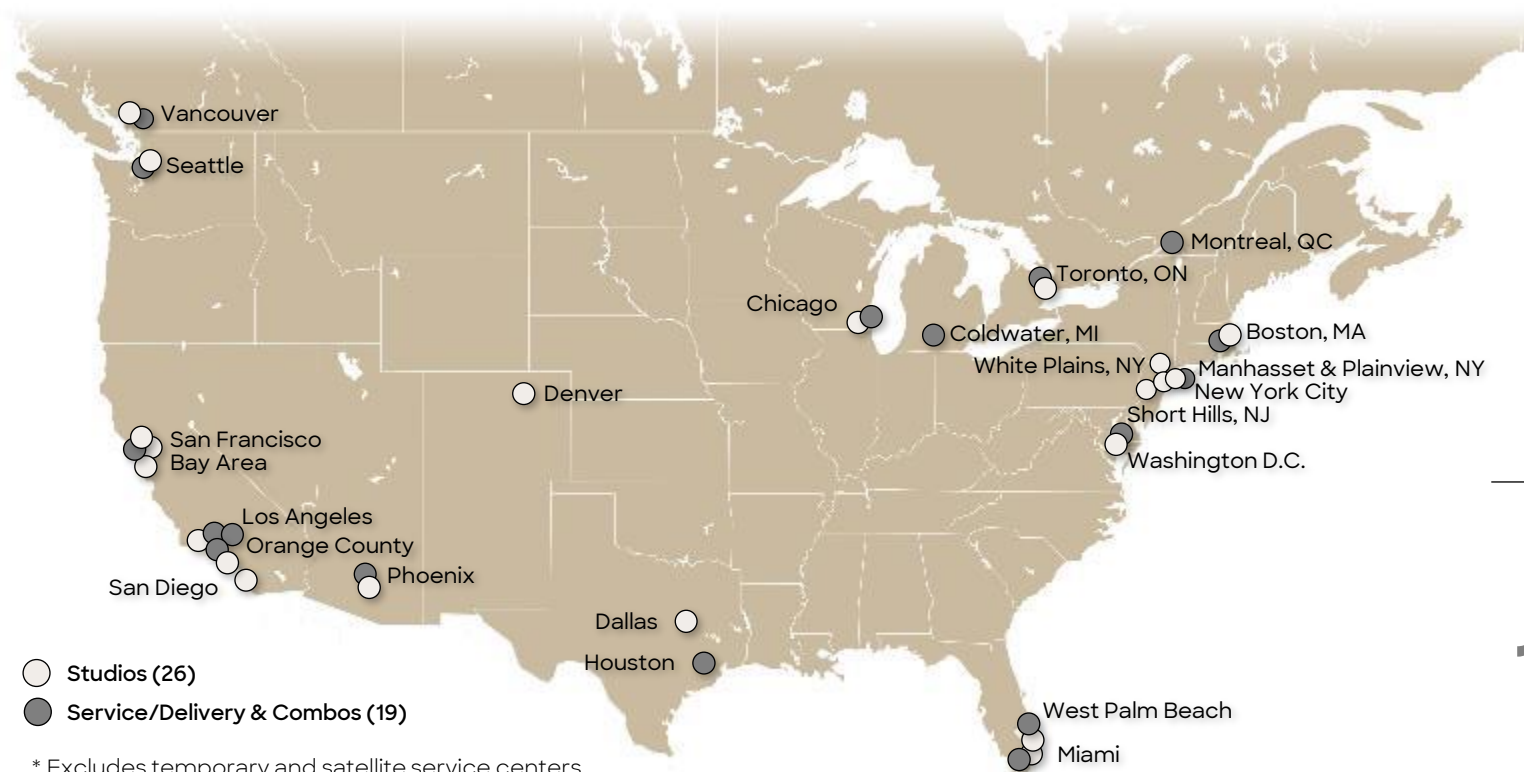 Vancouver
Seattle
Montreal, QC
Toronto, ON
Chicago
Coldwater, MI
Boston, MA
White Plains, NY
Manhasset & Plainview, NY
New York City
Denver
Short Hills, NJ
San Francisco
Bay Area
Washington D.C.
Los Angeles
Orange County
Phoenix
San Diego
Dallas
Houston
Studios (26)
Service/Delivery & Combos (19)
West Palm Beach
Miami
* Excludes temporary and satellite service centers